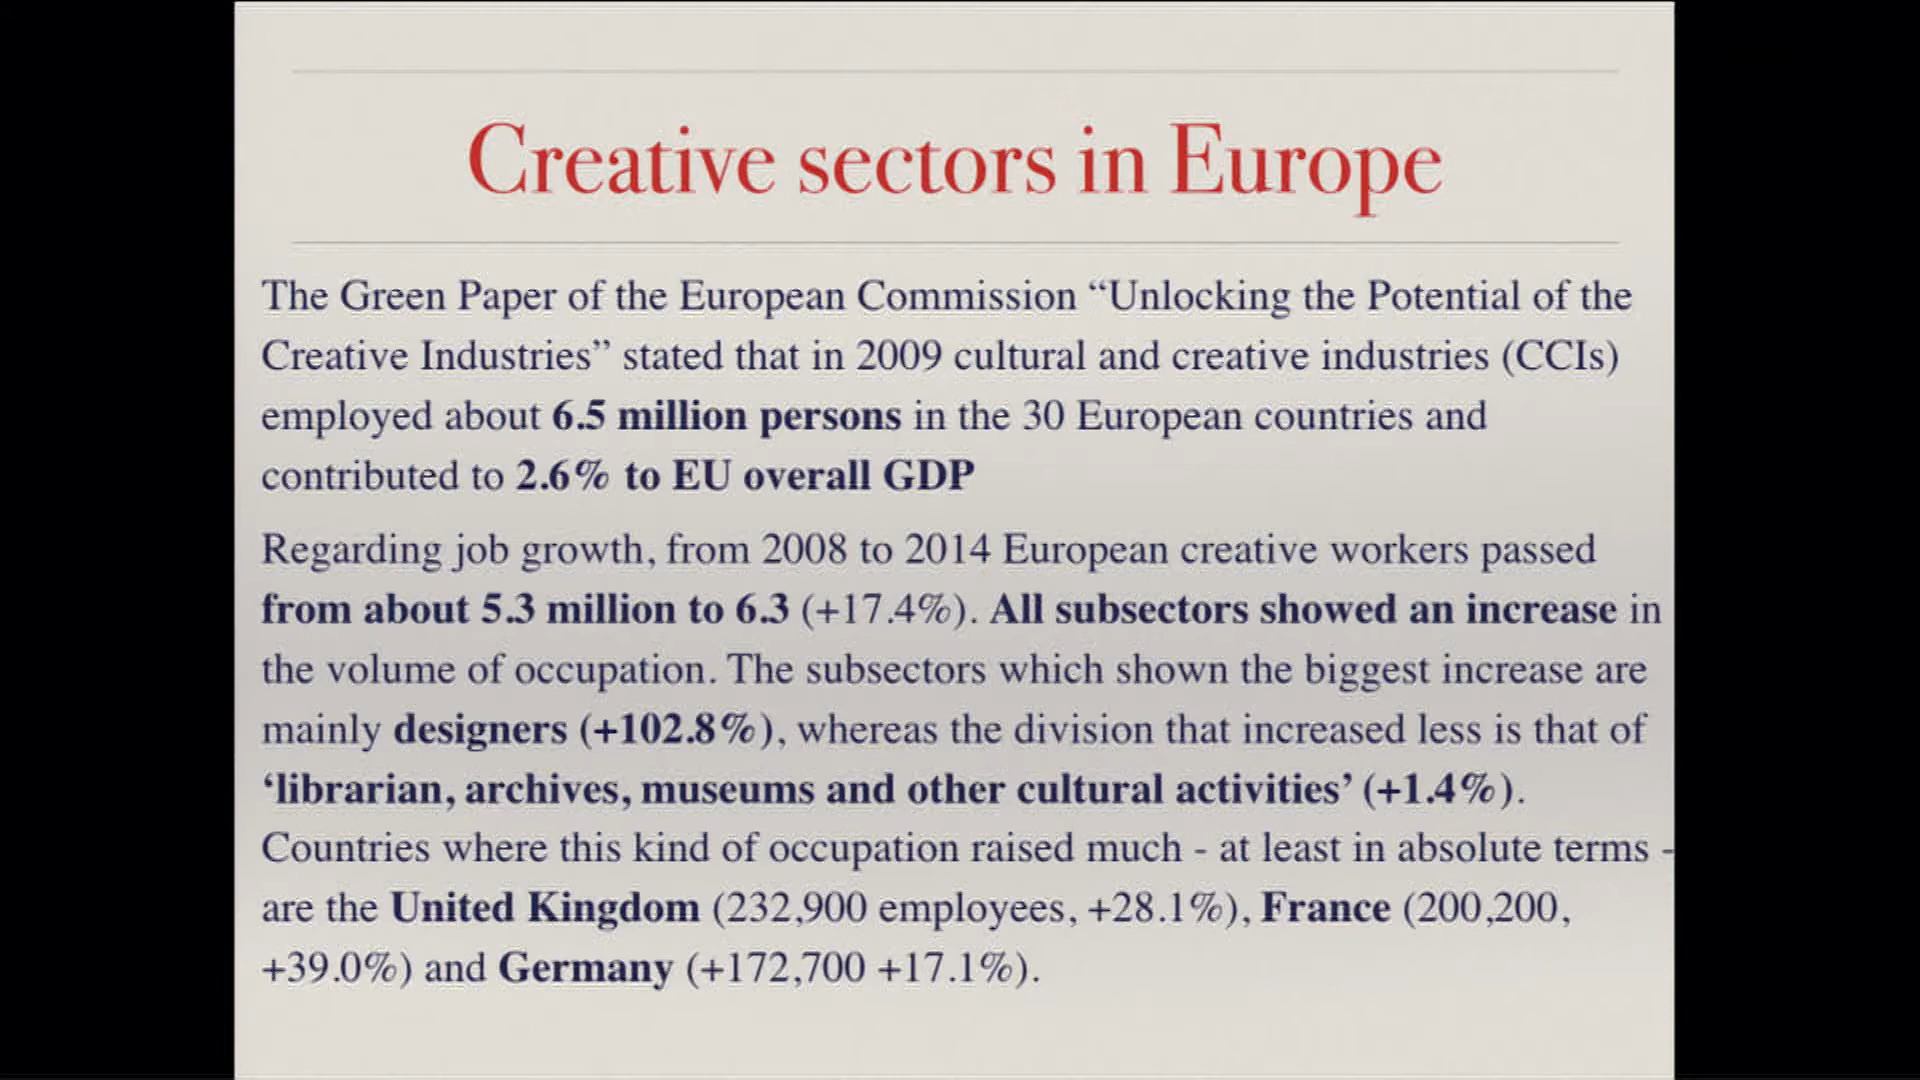 Creative sectors in Europe
The Green Paper of the European Commission “Unlocking the Potential of the
Creative Industries” stated that in 2009 cultural and creative industries (CCIs)
employed about 6.5 million persons in the 30 European countries and
contributed to 2.6% to EU overall GDP
Regarding job growth, from 2008 to 2014 European creative workers passed
from about 5.3 million to 6.3 (+17.4%). All subsectors showed an increase in
the volume of occupation. The subsectors which shown the biggest increase are
mainly designers (+102.8%), whereas the division that increased less is that of
‘librarian, archives, museums and other cultural activities’ (+1.4%).
Countries where this kind of occupation raised much - at least in absolute terms -
are the United Kingdom (232,900 employees, +28.1%), France (200,200,
+39.0%) and Germany (+172,700 +17.1%).